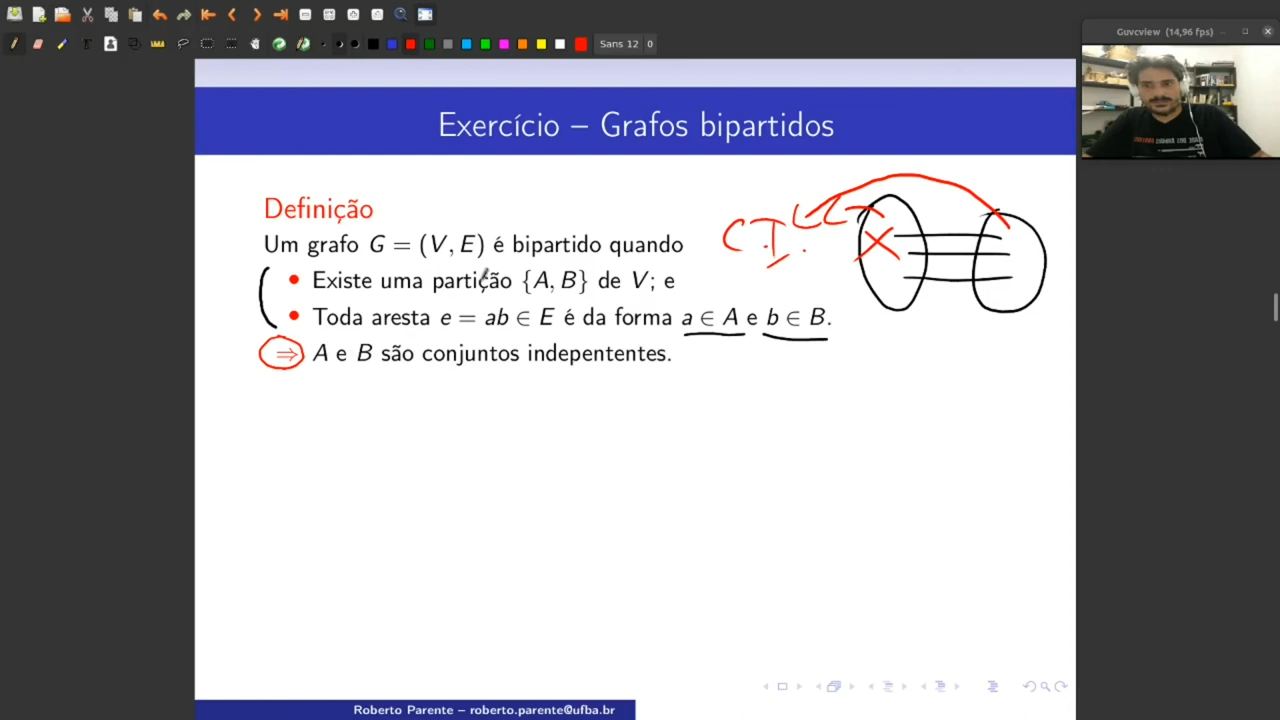 Sans 12 0
Guvcview (14,96 fps)
Exercício – Grafos bipartidos
Definição
Um grafo G = (V, E) é bipartido quando
• Existe uma partição {A, B} de V; e
• Toda aresta e = ab ∈ E é da forma a ∈ A e b ∈ B.
⇒ A e B são conjuntos indepententes.
C.I.
Roberto Parente – roberto.parente@ufba.br